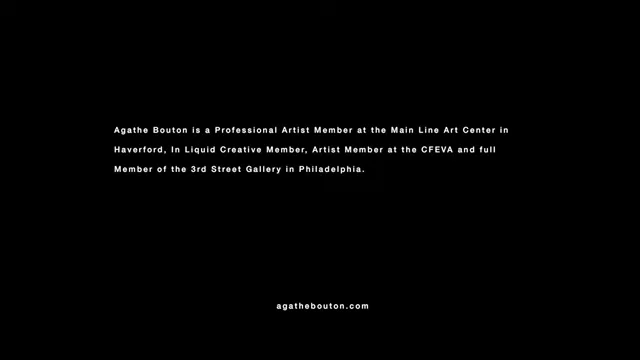 Agathe Bouton is a Professional Artist Member at the Main Line Art Center in
Haverford, In Liquid Creative Member, Artist Member at the CFEVA and full
Member of the 3rd Street Gallery in Philadelphia.
agathebouton.com